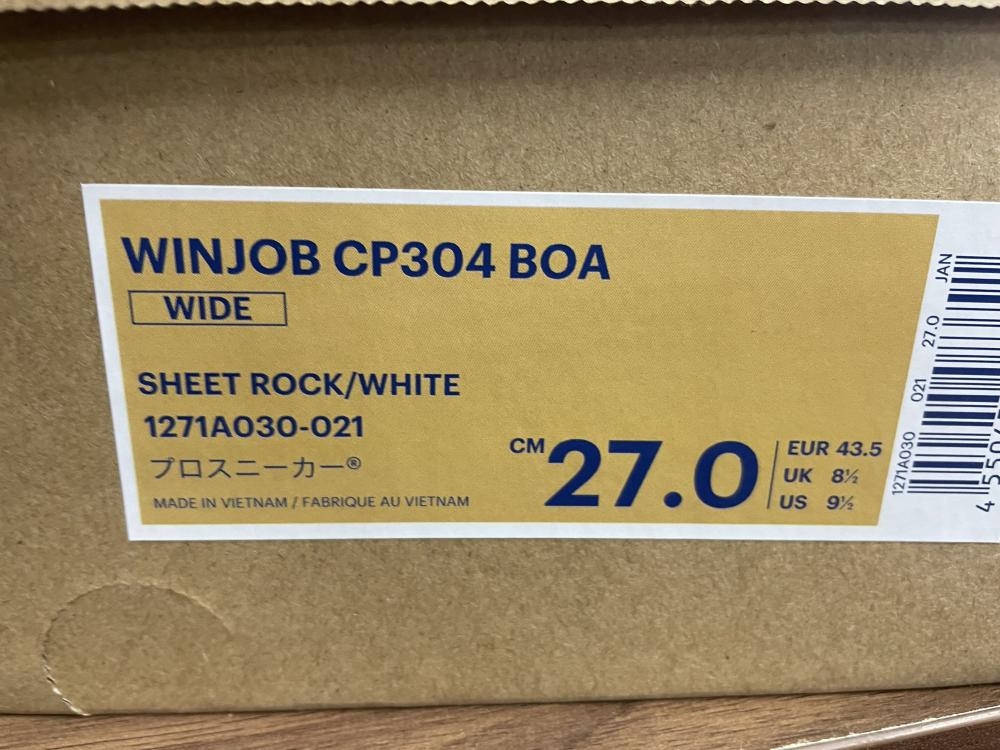 WINJOB CP304 BOA
WIDE
SHEET ROCK/WHITE
1271A030-021
プロスニーカー®
MADE IN VIETNAM / FABRIQUE AU VIETNAM
CM 27.0
EUR 43.5
UK 8½
US 9½
1271A030 021 27.0 JAN